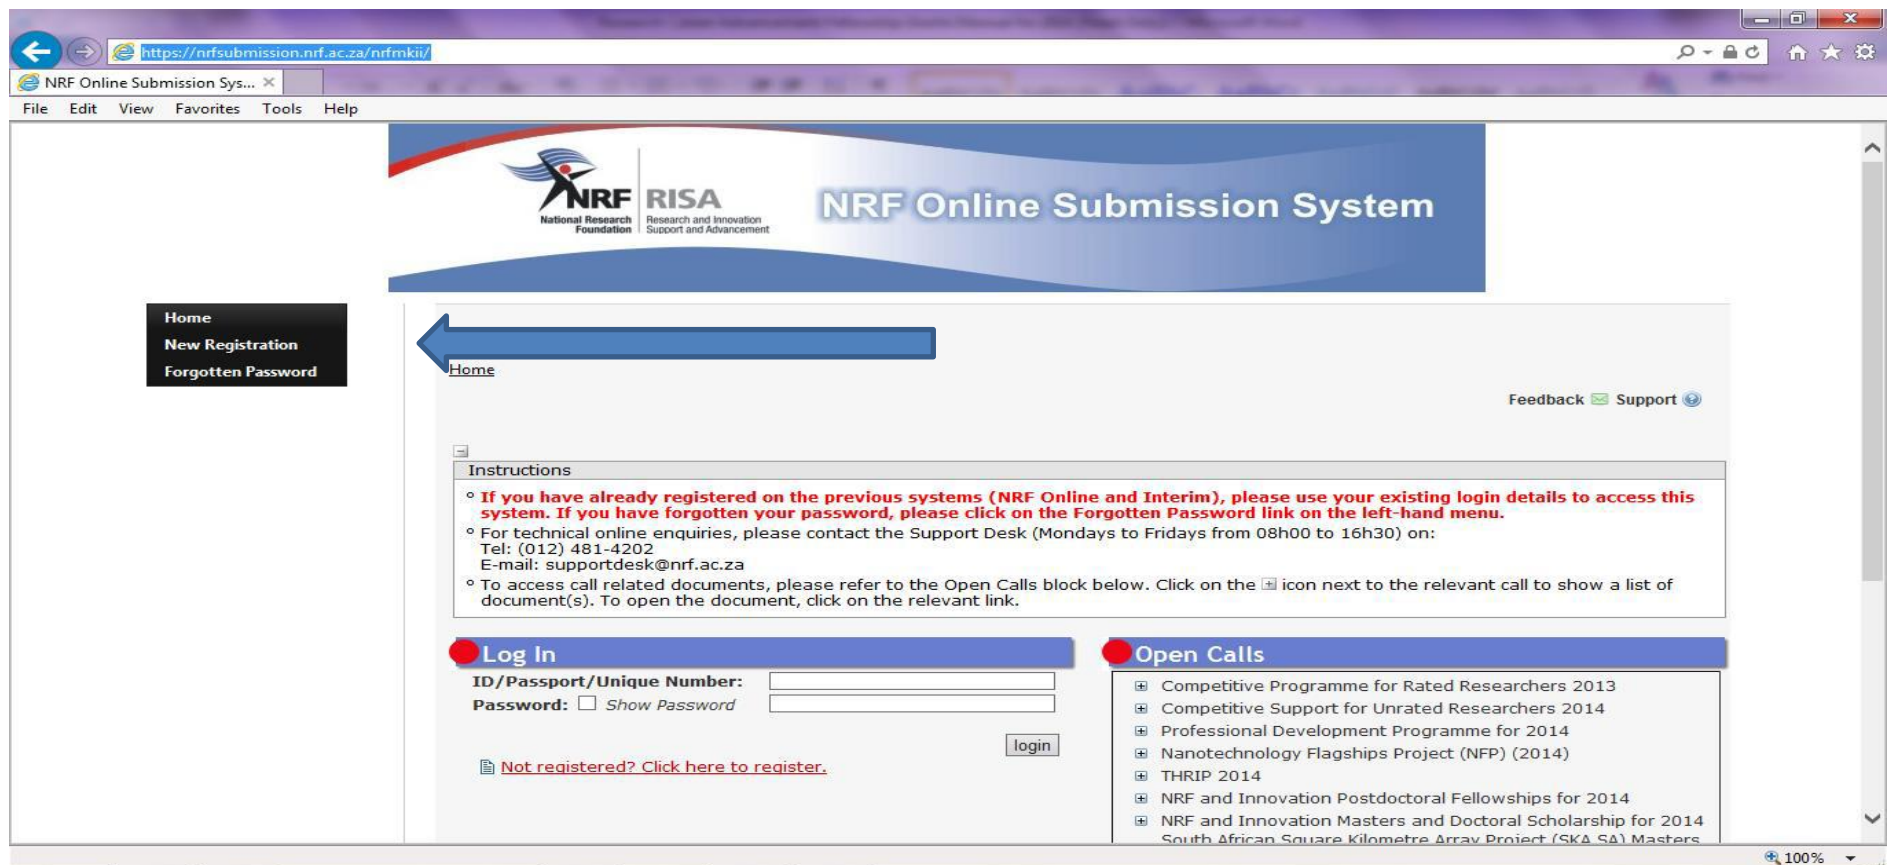 https://nrfsubmission.nrf.ac.za/nrfmkii/
NRF Online Submission Sys...
File Edit View Favorites Tools Help
NRF RISA
National Research Foundation
Research and Innovation
Support and Advancement
NRF Online Submission System
Home
New Registration
Forgotten Password
Home
Feedback Support
Instructions
If you have already registered on the previous systems (NRF Online and Interim), please use your existing login details to access this
system. If you have forgotten your password, please click on the Forgotten Password link on the left-hand menu.
For technical online enquiries, please contact the Support Desk (Mondays to Fridays from 08h00 to 16h30) on:
Tel: (012) 481-4202
E-mail: supportdesk@nrf.ac.za
To access call related documents, please refer to the Open Calls block below. Click on the icon next to the relevant call to show a list of
document(s). To open the document, click on the relevant link.
Log In
ID/Passport/Unique Number:
Password: Show Password
login
Not registered? Click here to register.
Open Calls
Competitive Programme for Rated Researchers 2013
Competitive Support for Unrated Researchers 2014
Professional Development Programme for 2014
Nanotechnology Flagships Project (NFP) (2014)
THRIP 2014
NRF and Innovation Postdoctoral Fellowships for 2014
NRF and Innovation Masters and Doctoral Scholarship for 2014
South African Square Kilometre Array Project (SKA SA) Masters
100%